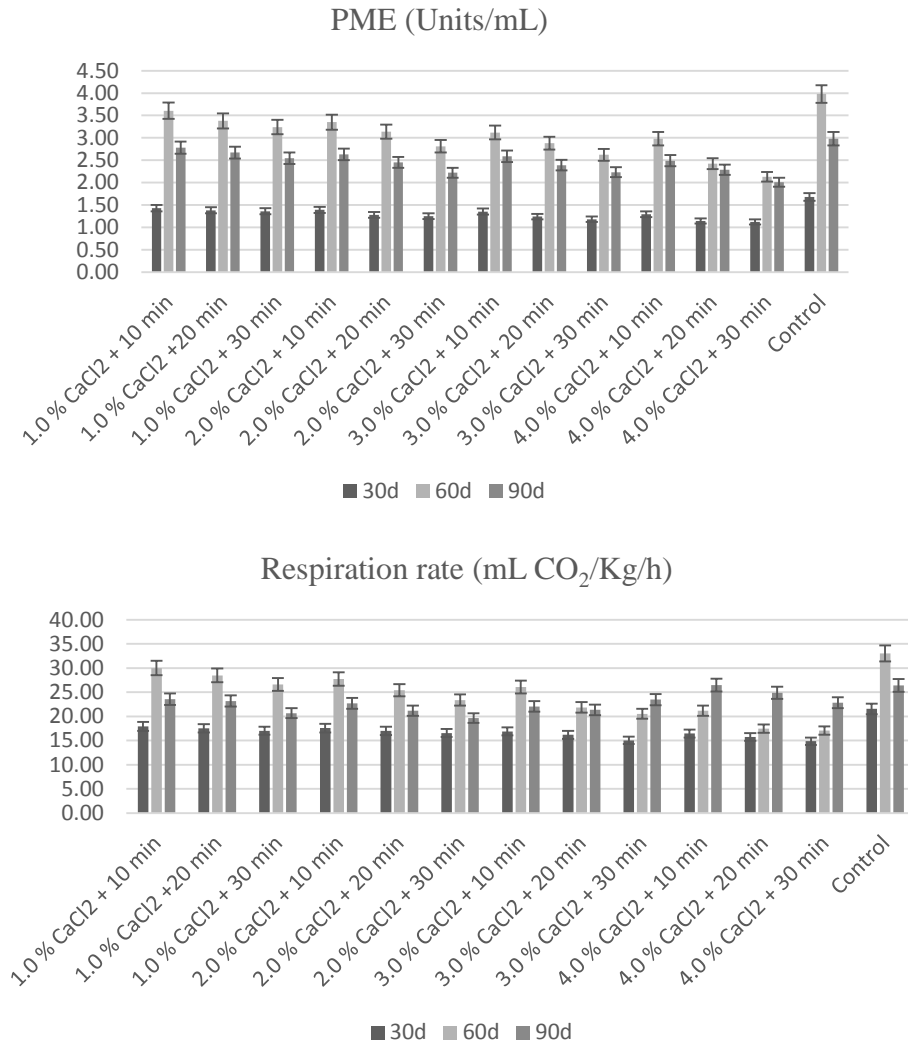 PME (Units/mL)
4.50
4.00
3.50
3.00
2.50
2.00
1.50
1.00
0.50
0.00
1.0 % CaCl2 + 10 min
1.0 % CaCl2 +20 min
1.0 % CaCl2 + 30 min
2.0 % CaCl2 + 10 min
2.0 % CaCl2 + 20 min
2.0 % CaCl2 + 30 min
3.0 % CaCl2 + 10 min
3.0 % CaCl2 + 20 min
3.0 % CaCl2 + 30 min
4.0 % CaCl2 + 10 min
4.0 % CaCl2 + 20 min
4.0 % CaCl2 + 30 min
Control
30d 60d 90d
Respiration rate (mL CO₂/Kg/h)
40.00
35.00
30.00
25.00
20.00
15.00
10.00
5.00
0.00
1.0 % CaCl2 + 10 min
1.0 % CaCl2 +20 min
1.0 % CaCl2 + 30 min
2.0 % CaCl2 + 10 min
2.0 % CaCl2 + 20 min
2.0 % CaCl2 + 30 min
3.0 % CaCl2 + 10 min
3.0 % CaCl2 + 20 min
3.0 % CaCl2 + 30 min
4.0 % CaCl2 + 10 min
4.0 % CaCl2 + 20 min
4.0 % CaCl2 + 30 min
Control
30d 60d 90d